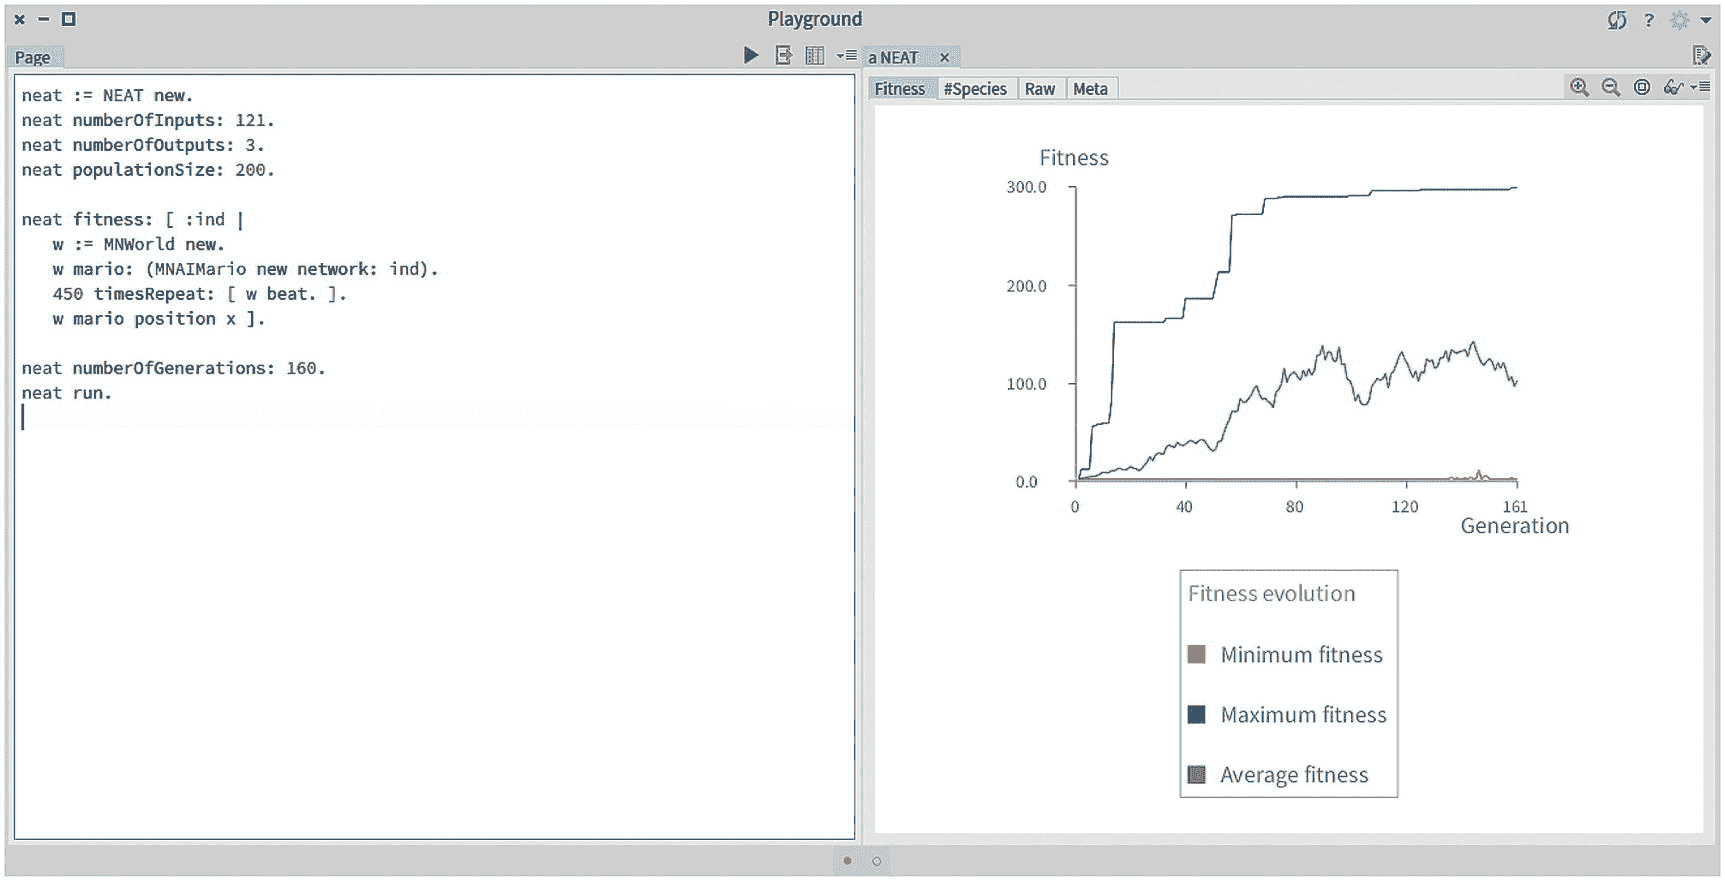 Playground
?
Page
a NEAT
neat := NEAT new.
neat numberOfInputs: 121.
neat numberOfOutputs: 3.
neat populationSize: 200.
neat fitness: [ :ind |
w := MNWorld new.
w mario: (MNAIMario new network: ind).
450 timesRepeat: [ w beat. ].
w mario position x ].
neat numberOfGenerations: 160.
neat run.
Fitness #Species Raw Meta
Fitness
300.0
200.0
100.0
0.0
0 40 80 120 161
Generation
Fitness evolution
Minimum fitness
Maximum fitness
Average fitness